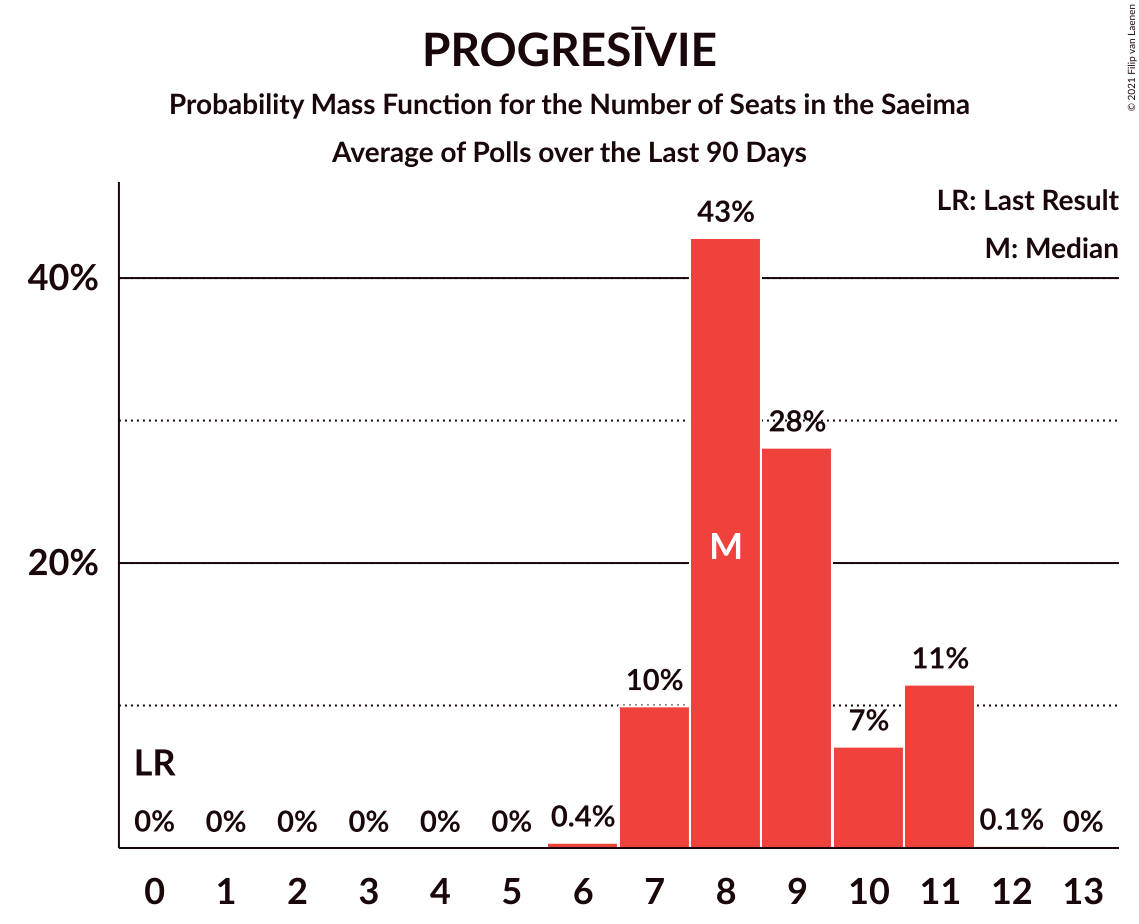 PROGRESĪVIE
Probability Mass Function for the Number of Seats in the Saeima
Average of Polls over the Last 90 Days
© 2021 Filip van Laenen
LR: Last Result
M: Median
43%
40%
28%
M
20%
11%
10%
7%
LR
0% 0% 0% 0% 0% 0% 0.4% 0.1% 0%
0 1 2 3 4 5 6 7 8 9 10 11 12 13